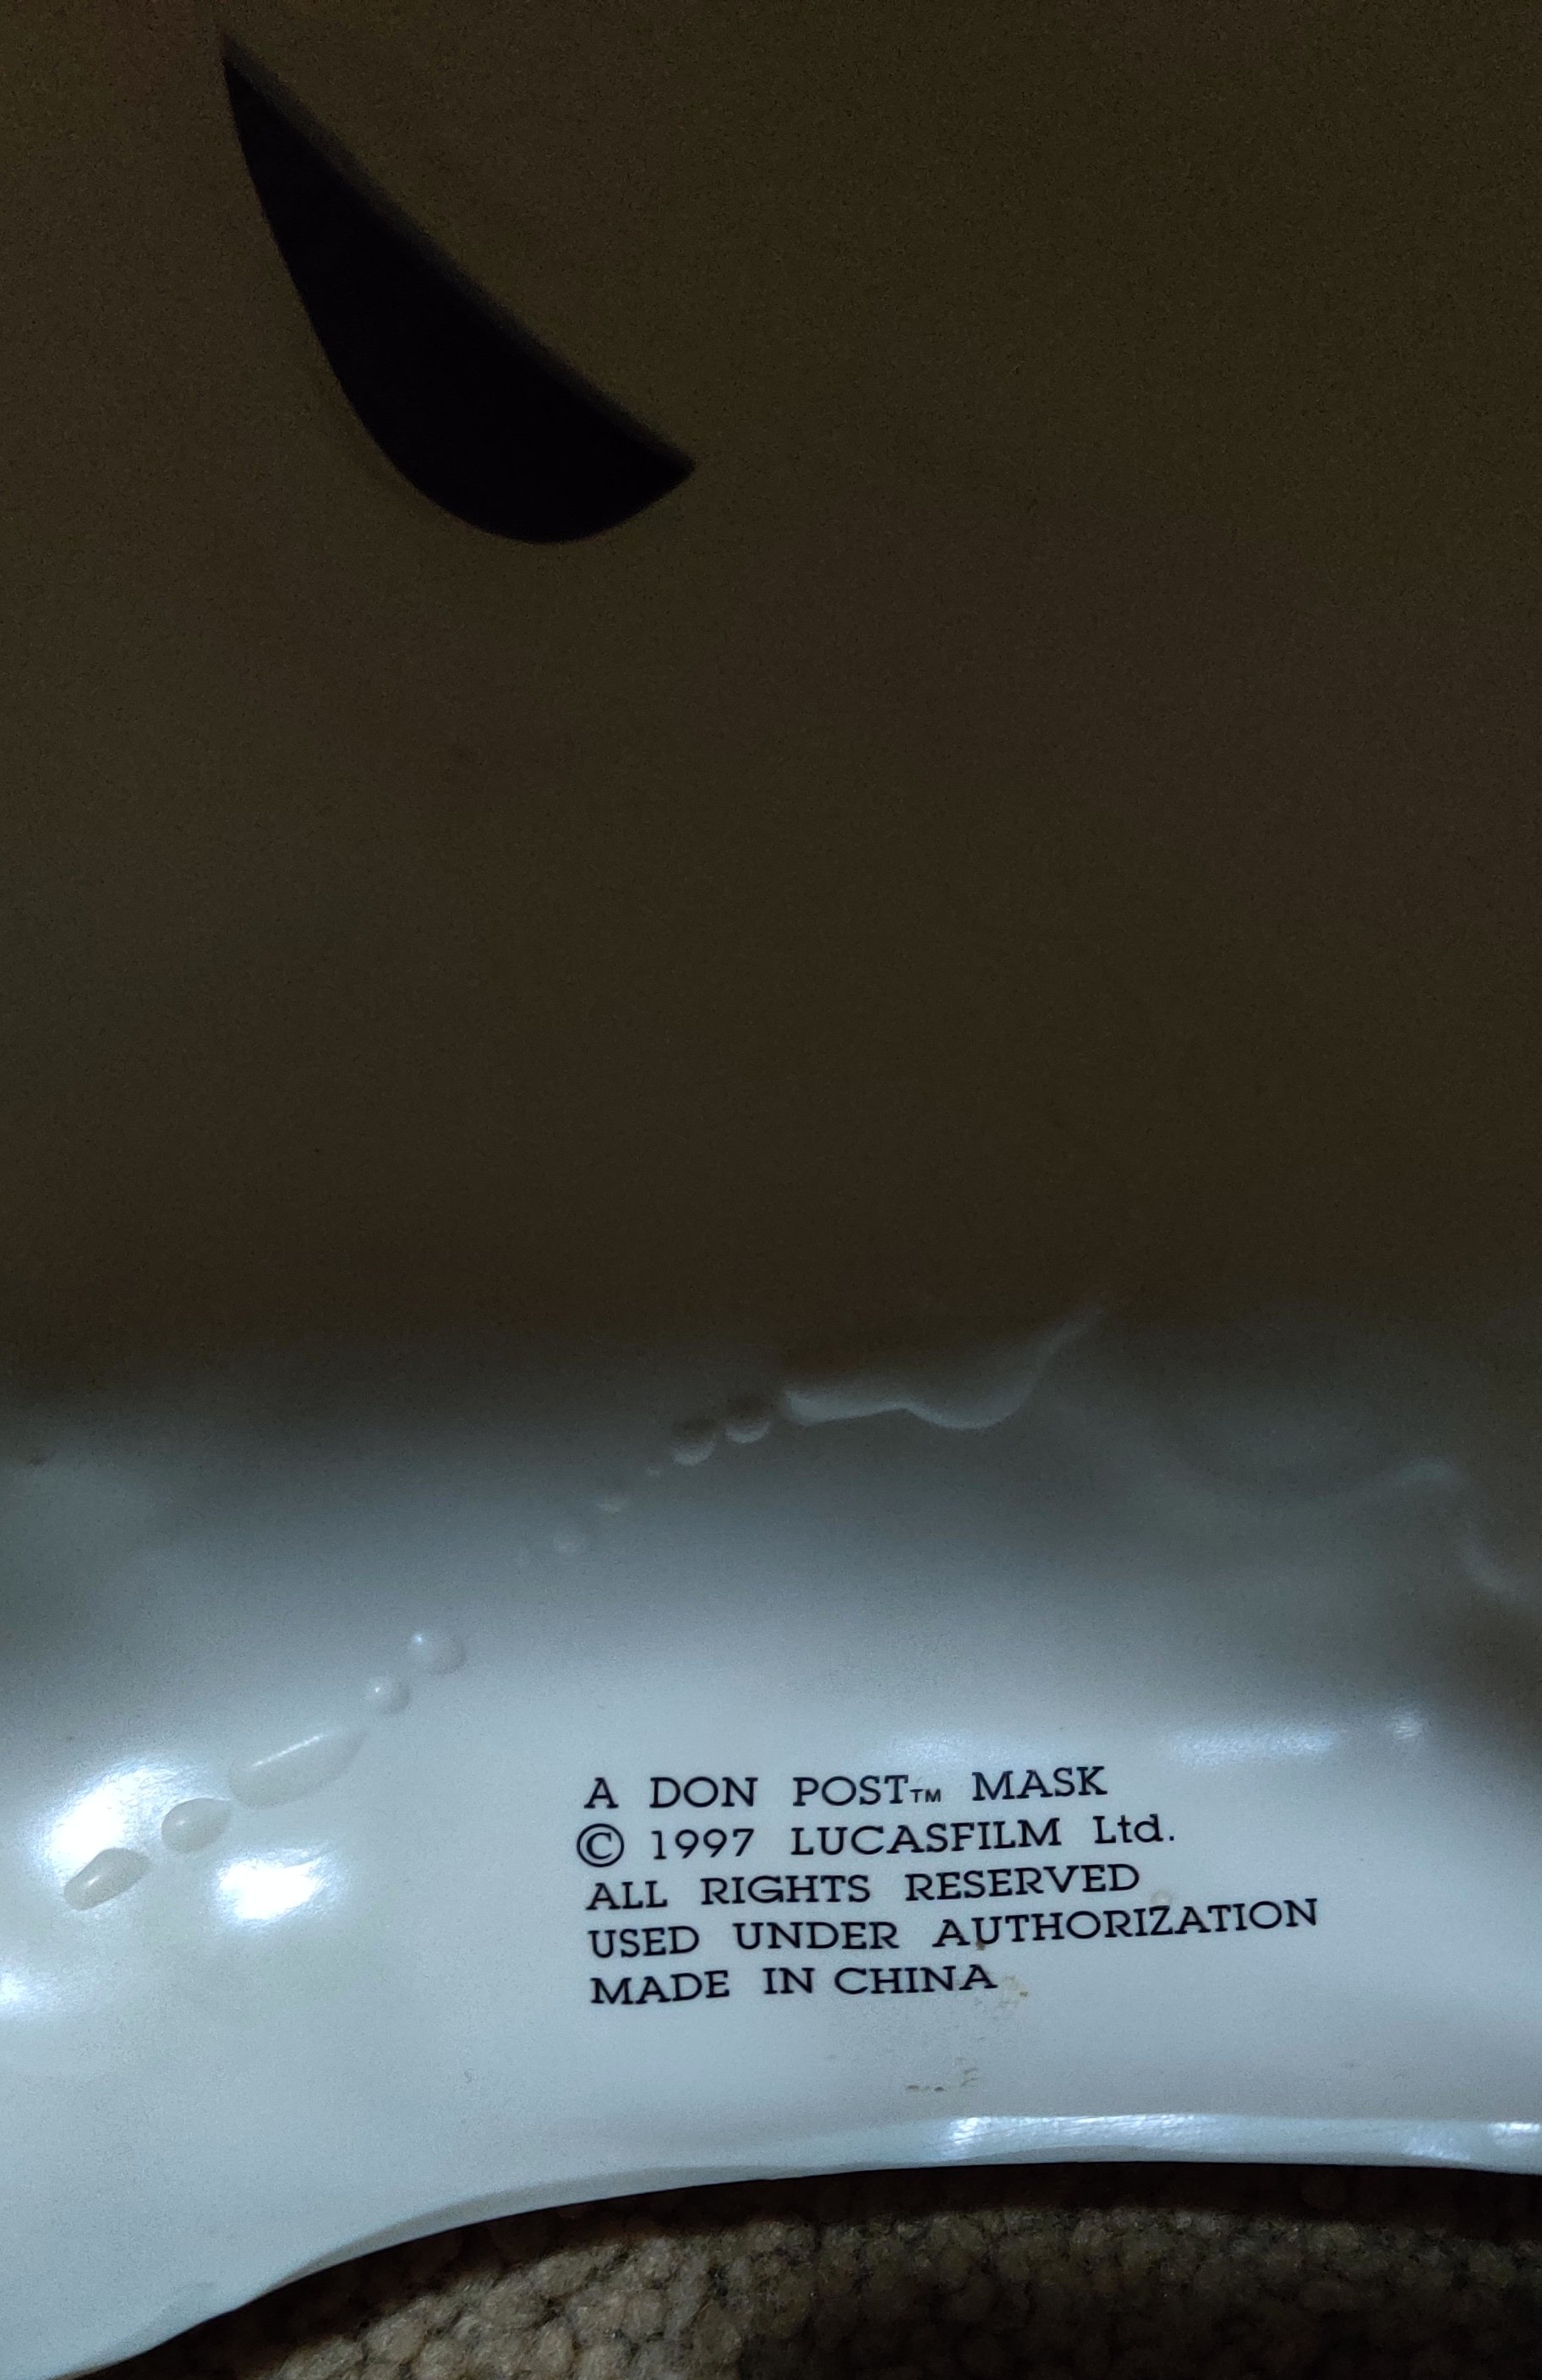 A DON POST™ MASK
© 1997 LUCASFILM Ltd.
ALL RIGHTS RESERVED
USED UNDER AUTHORIZATION
MADE IN CHINA